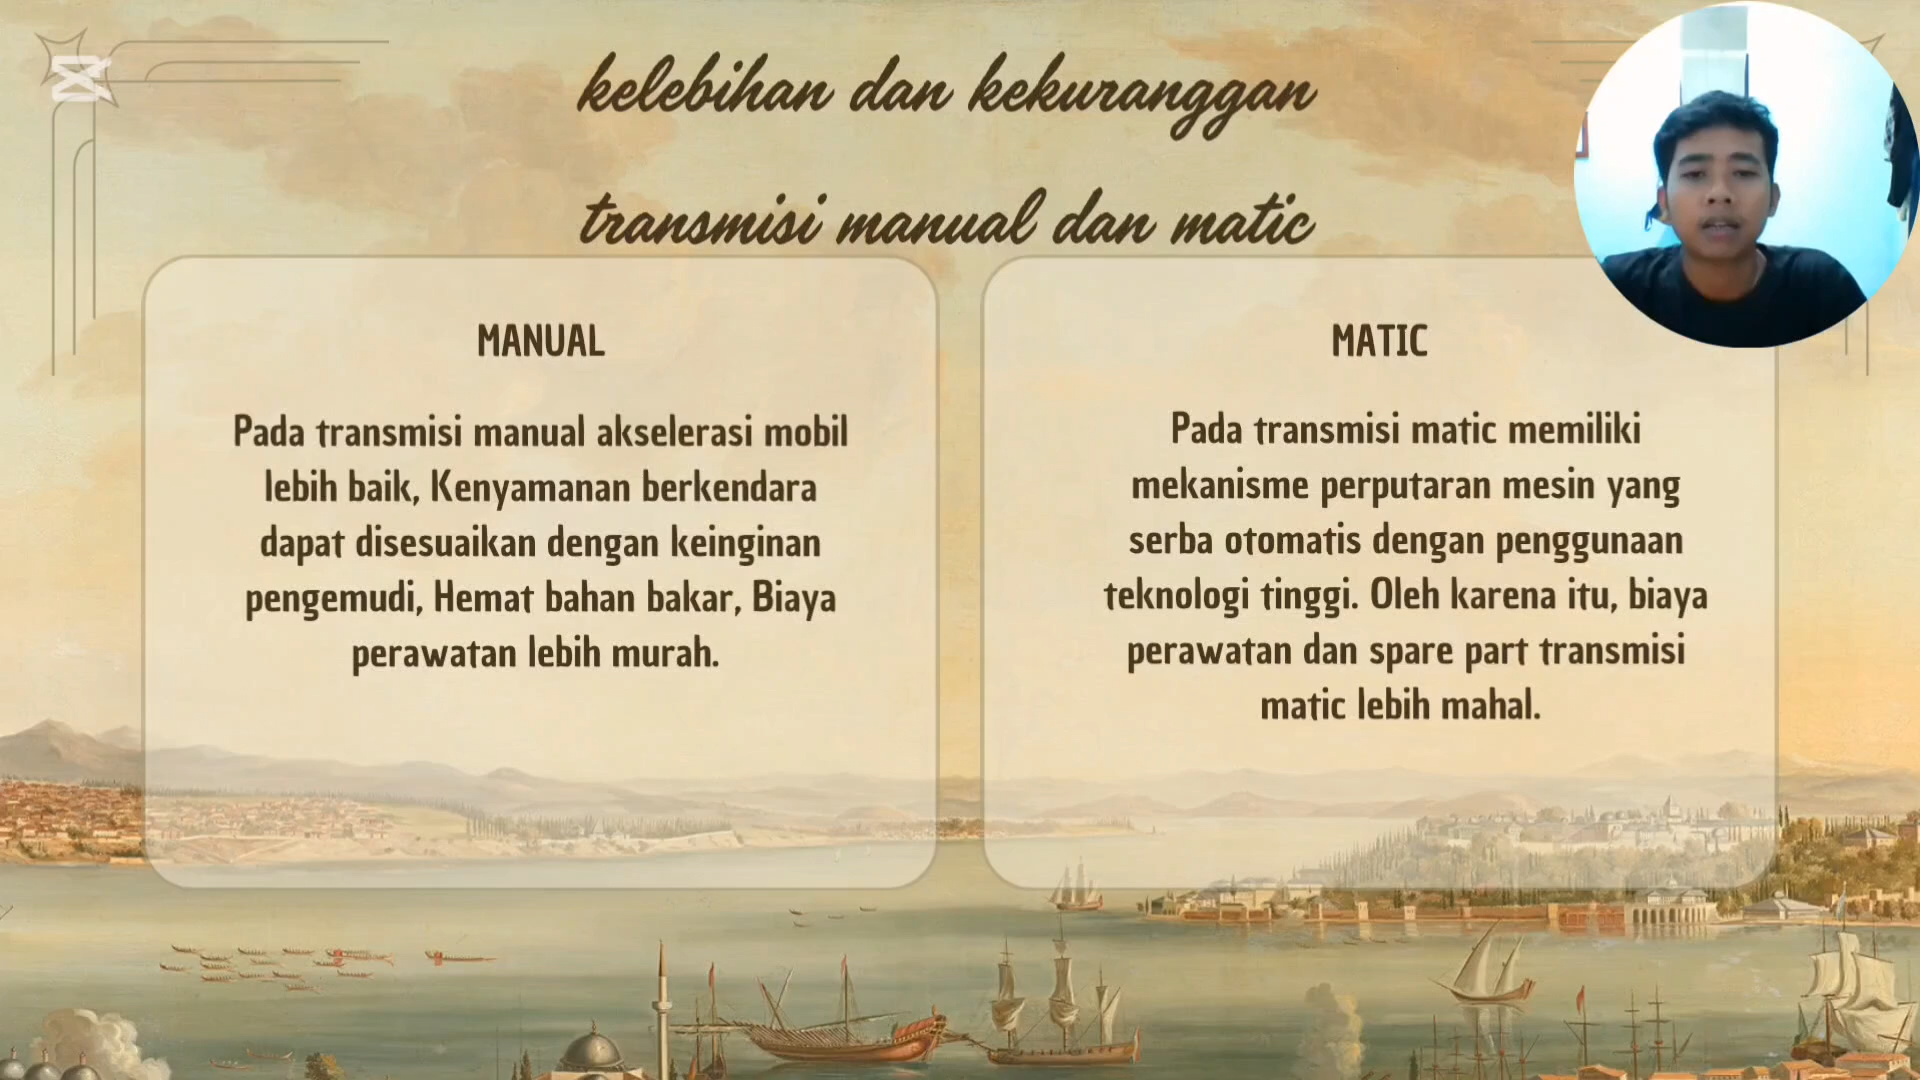 kelebihan dan kekuranggan
transmisi manual dan matic
MANUAL
Pada transmisi manual akselerasi mobil
lebih baik, Kenyamanan berkendara
dapat disesuaikan dengan keinginan
pengemudi, Hemat bahan bakar, Biaya
perawatan lebih murah.
MATIC
Pada transmisi matic memiliki
mekanisme perputaran mesin yang
serba otomatis dengan penggunaan
teknologi tinggi. Oleh karena itu, biaya
perawatan dan spare part transmisi
matic lebih mahal.